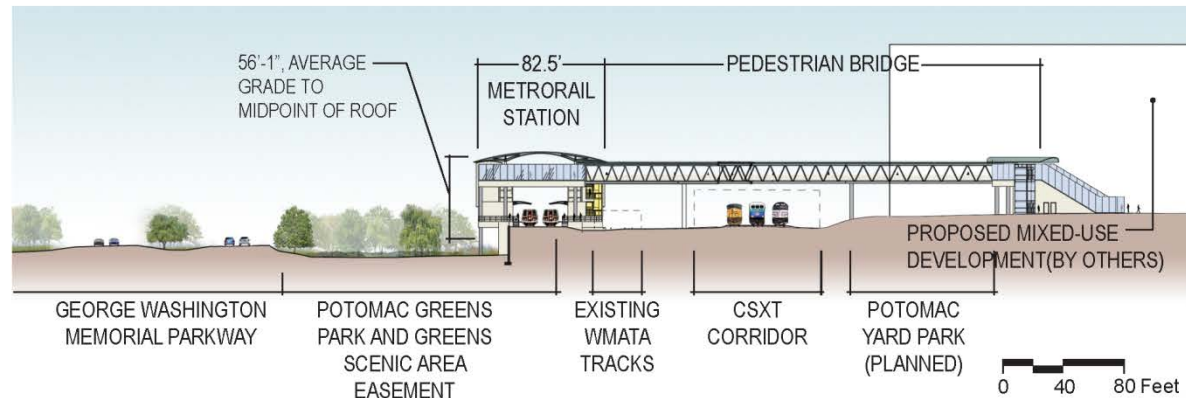 56'-1", AVERAGE
GRADE TO
MIDPOINT OF ROOF
82.5'
METRORAIL
STATION
PEDESTRIAN BRIDGE
PROPOSED MIXED-USE
DEVELOPMENT(BY OTHERS)
GEORGE WASHINGTON
MEMORIAL PARKWAY
POTOMAC GREENS
PARK AND GREENS
SCENIC AREA
EASEMENT
EXISTING
WMATA
TRACKS
CSXT
CORRIDOR
POTOMAC
YARD PARK
(PLANNED)
0 40 80 Feet